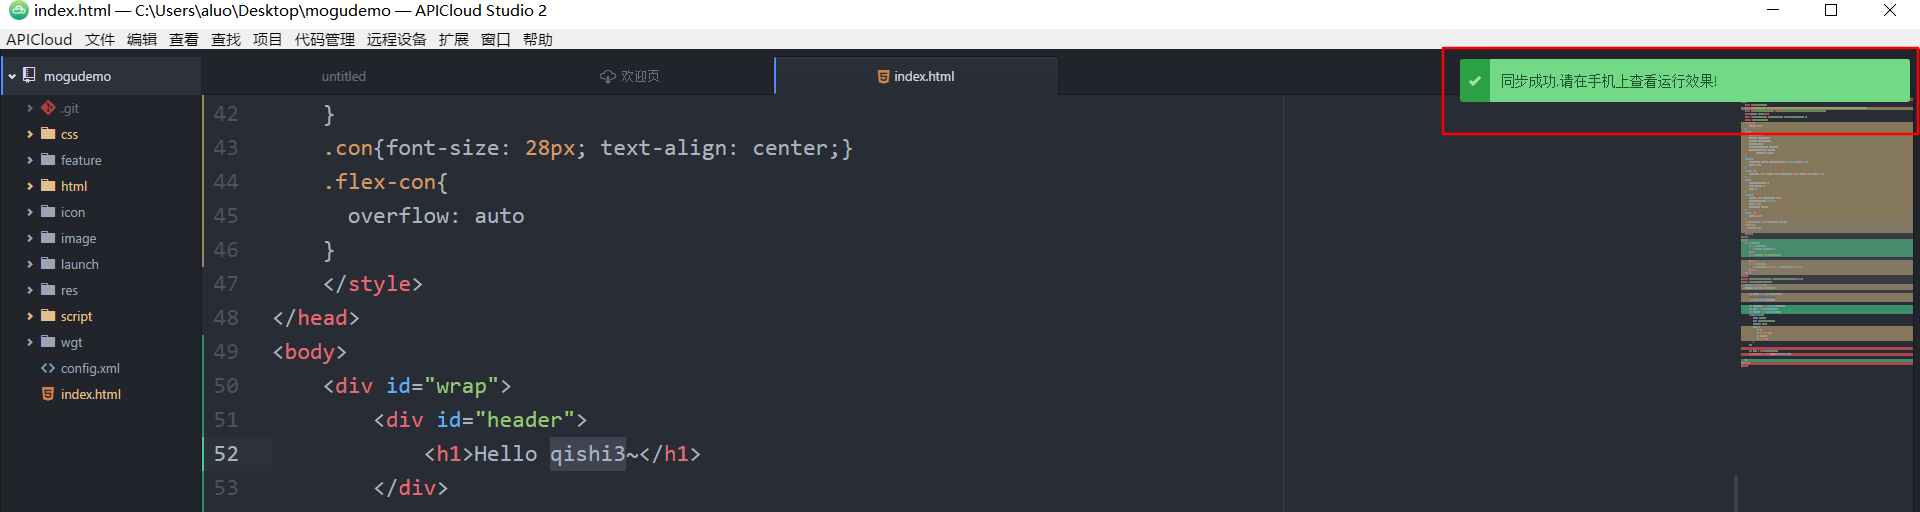 index.html — C:\Users\aluo\Desktop\mogudemo — APICloud Studio 2
APICloud 文件 编辑 查看 查找 项目 代码管理 远程设备 扩展 窗口 帮助
mogudemo
.git
css
feature
html
icon
image
launch
res
script
wgt
config.xml
index.html
untitled 欢迎页 index.html
同步成功,请在手机上查看运行效果!
42 }
43 .con{font-size: 28px; text-align: center;}
44 .flex-con{
45 overflow: auto
46 }
47 </style>
48 </head>
49 <body>
50 <div id="wrap">
51 <div id="header">
52 <h1>Hello qishi3~</h1>
53 </div>